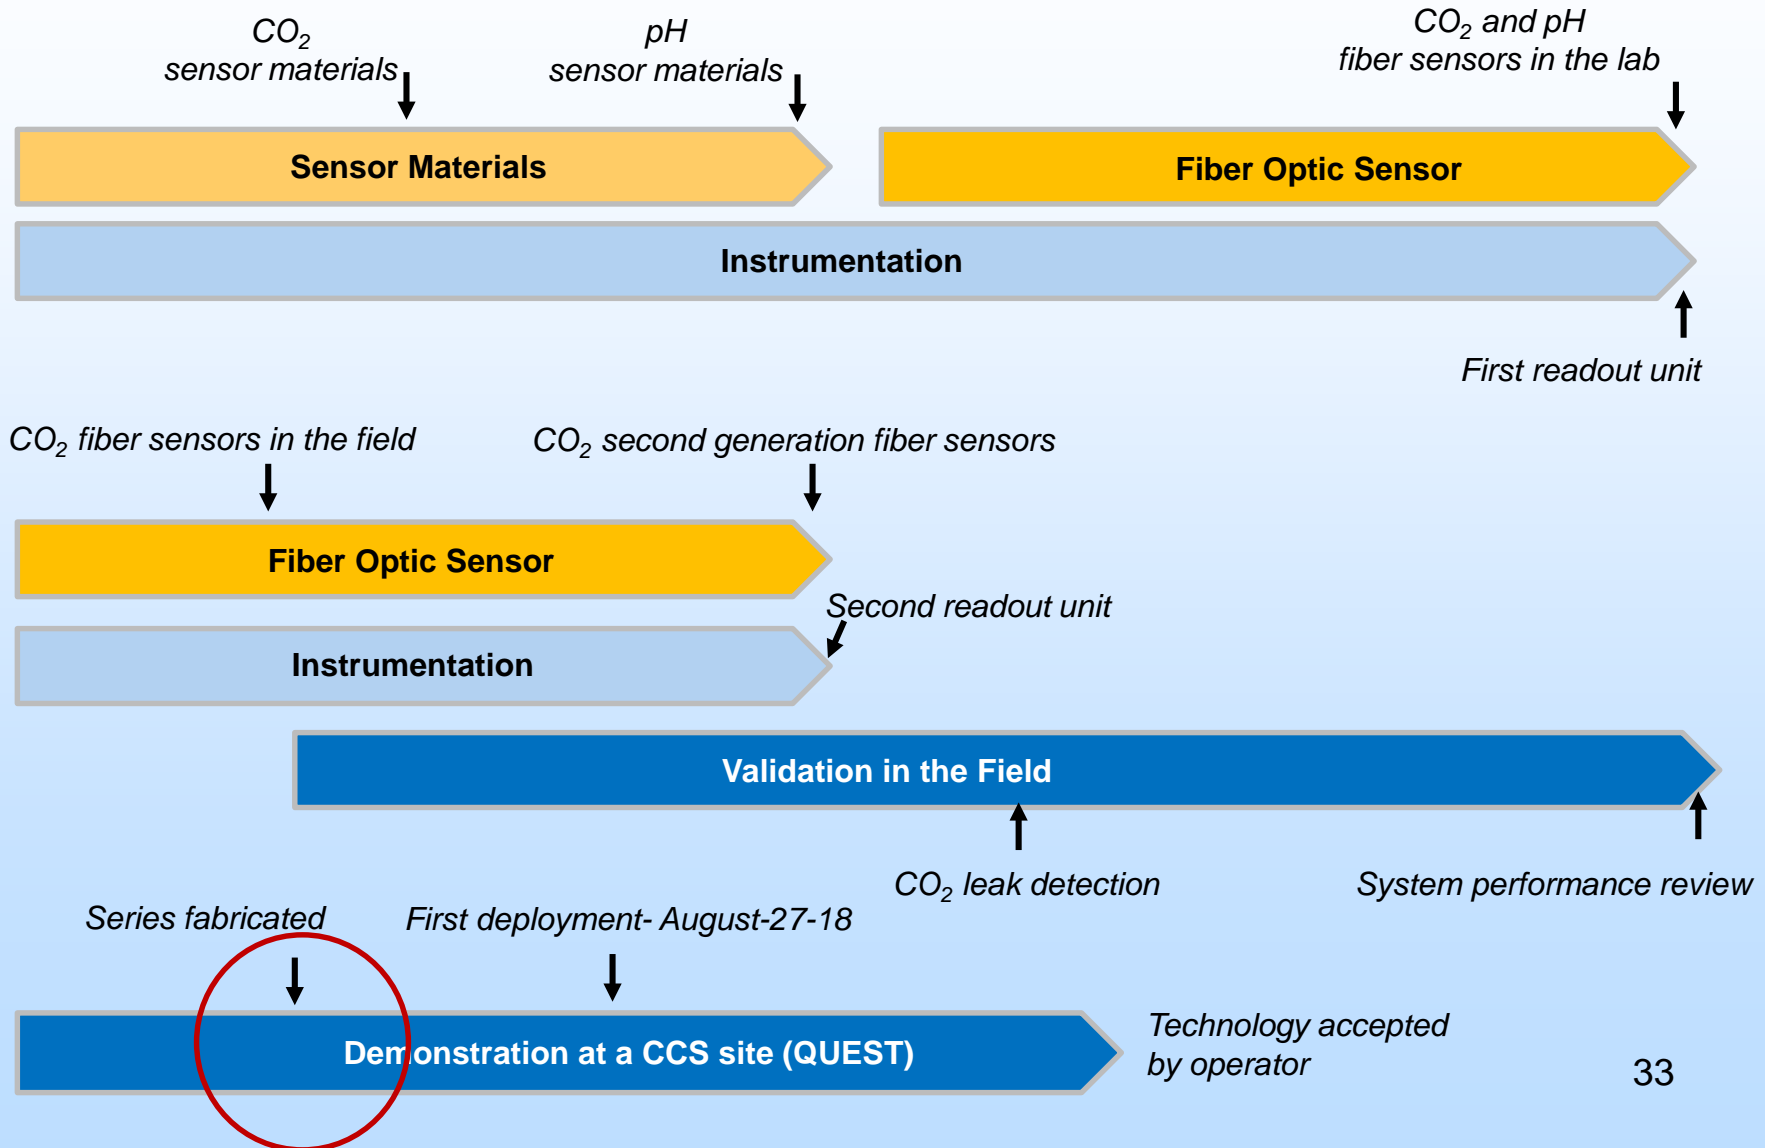 CO₂
sensor materials
pH
sensor materials
CO₂ and pH
fiber sensors in the lab
Sensor Materials
Fiber Optic Sensor
Instrumentation
First readout unit
CO₂ fiber sensors in the field
CO₂ second generation fiber sensors
Fiber Optic Sensor
Second readout unit
Instrumentation
Validation in the Field
CO₂ leak detection
System performance review
Series fabricated
First deployment- August-27-18
Demonstration at a CCS site (QUEST)
Technology accepted
by operator
33